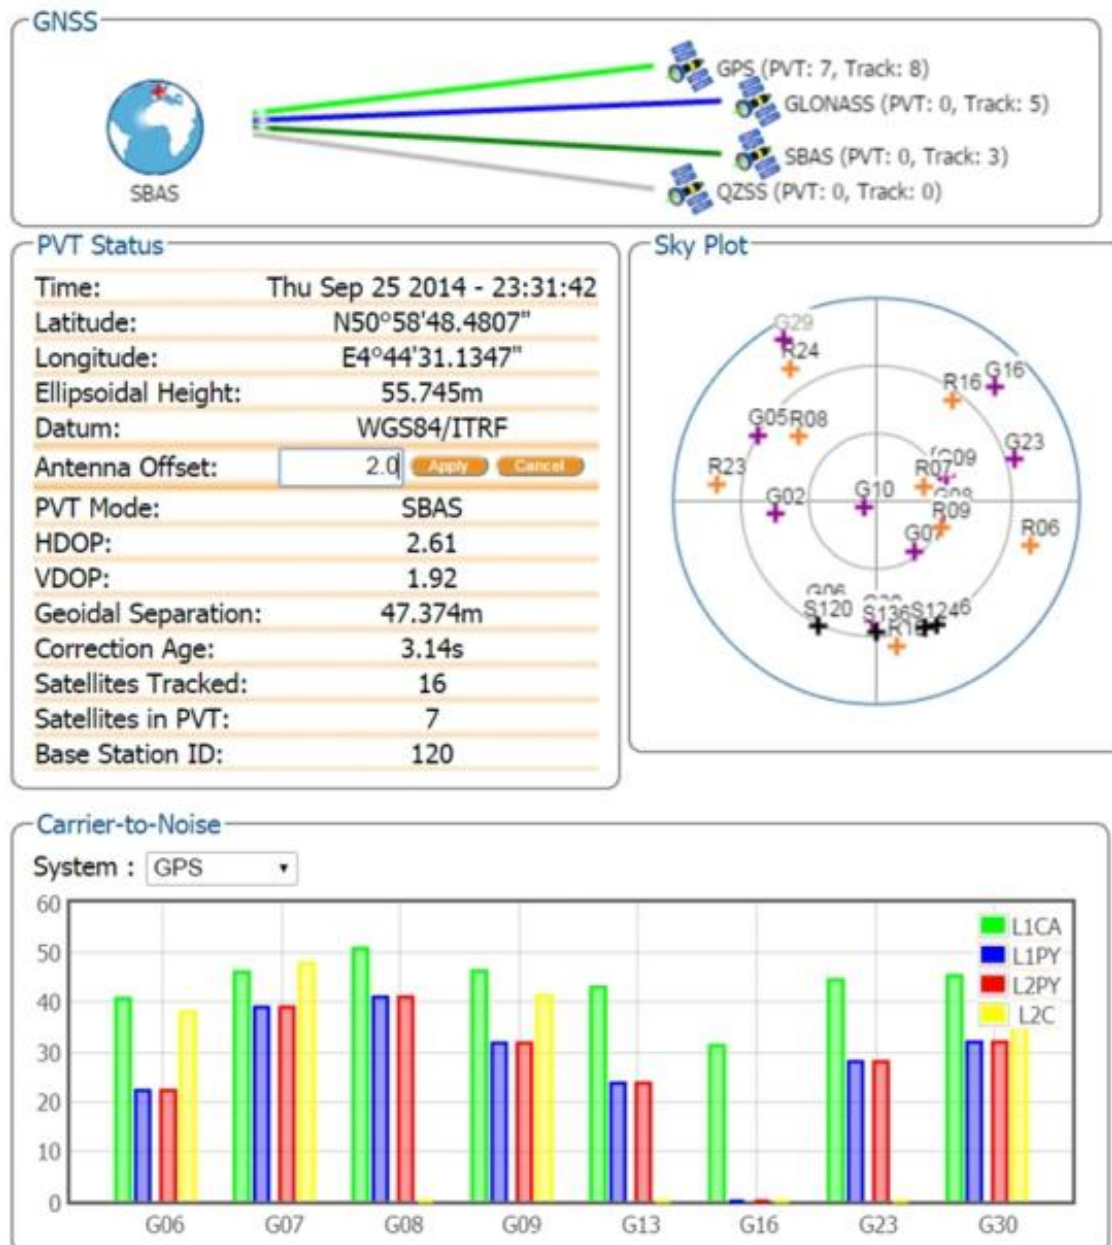 GNSS
GPS (PVT: 7, Track: 8)
GLONASS (PVT: 0, Track: 5)
SBAS (PVT: 0, Track: 3)
QZSS (PVT: 0, Track: 0)
SBAS
PVT Status
Time: Thu Sep 25 2014 - 23:31:42
Latitude: N50°58'48.4807"
Longitude: E4°44'31.1347"
Ellipsoidal Height: 55.745m
Datum: WGS84/ITRF
Antenna Offset: 2.0 Apply Cancel
PVT Mode: SBAS
HDOP: 2.61
VDOP: 1.92
Geoidal Separation: 47.374m
Correction Age: 3.14s
Satellites Tracked: 16
Satellites in PVT: 7
Base Station ID: 120
Sky Plot
G29
R24
R16 G16
G05 R08
G23
R23
R07 G09
G02 G10
G08
R09
R06
G07
G06
S120 S136 S124
Carrier-to-Noise
System : GPS
60
50
40
30
20
10
0
L1CA
L1PY
L2PY
L2C
G06 G07 G08 G09 G13 G16 G23 G30